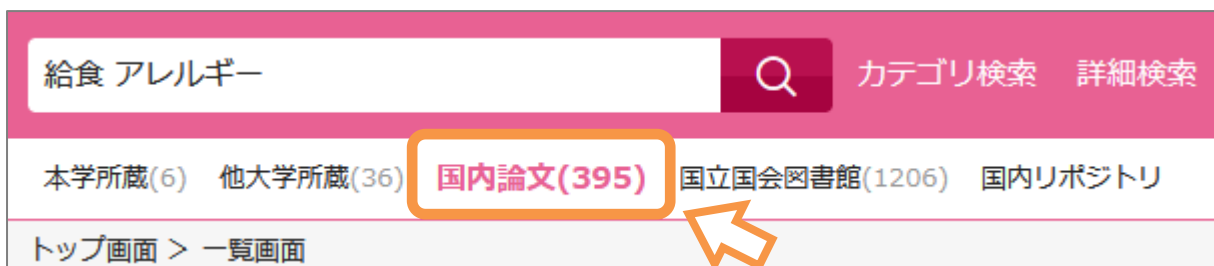 給食 アレルギー カテゴリ検索 詳細検索
本学所蔵(6) 他大学所蔵(36) 国内論文(395) 国立国会図書館(1206) 国内リポジトリ
トップ画面 > 一覧画面